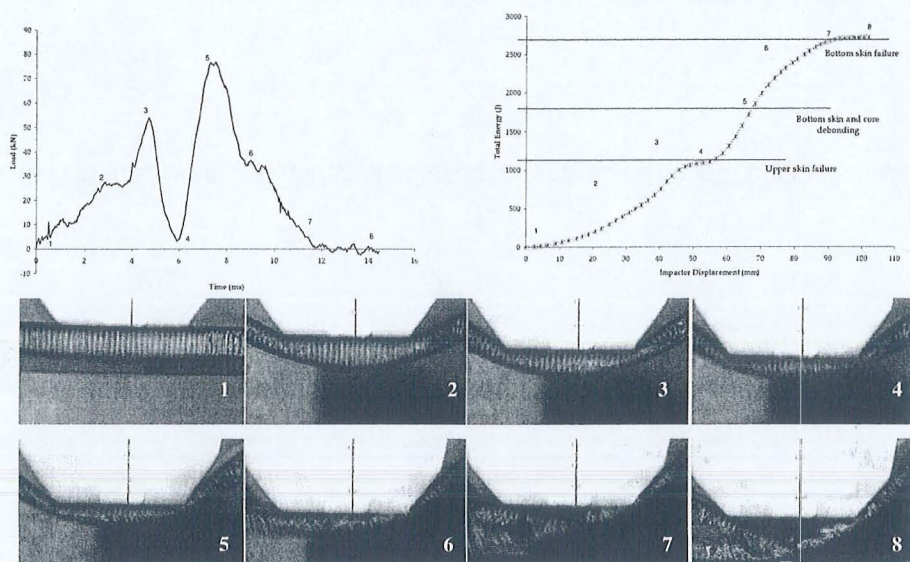 90
80
70
60
50
40
30
20
10
0
-10
0 2 4 6 8 10 12 14 16
Load (kN)
Time (ms)
1
2
3
4
5
6
7
8
3000
2500
2000
1500
1000
500
0
0 10 20 30 40 50 60 70 80 90 100 110
Total Energy (J)
Impactor Displacement (mm)
1
2
3
4
5
6
7
8
Bottom skin failure
Bottom skin and core
debonding
Upper skin failure
1 2 3 4
5 6 7 8